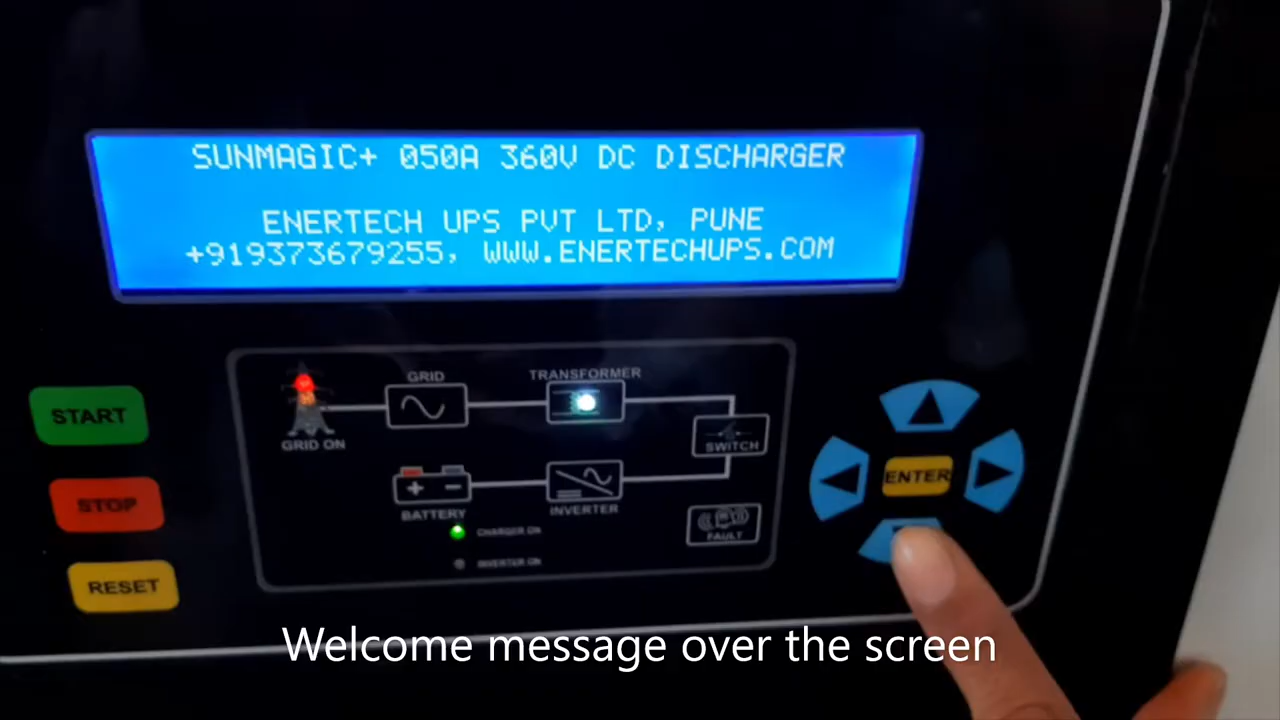 SUNMAGIC+ 050A 360V DC DISCHARGER
ENERTECH UPS PVT LTD, PUNE
+919373679255, WWW.ENERTECHUPS.COM
GRID
TRANSFORMER
GRID ON
SWITCH
BATTERY
INVERTER
CHARGER ON
INVERTER ON
FAULT
START
STOP
RESET
ENTER
Welcome message over the screen